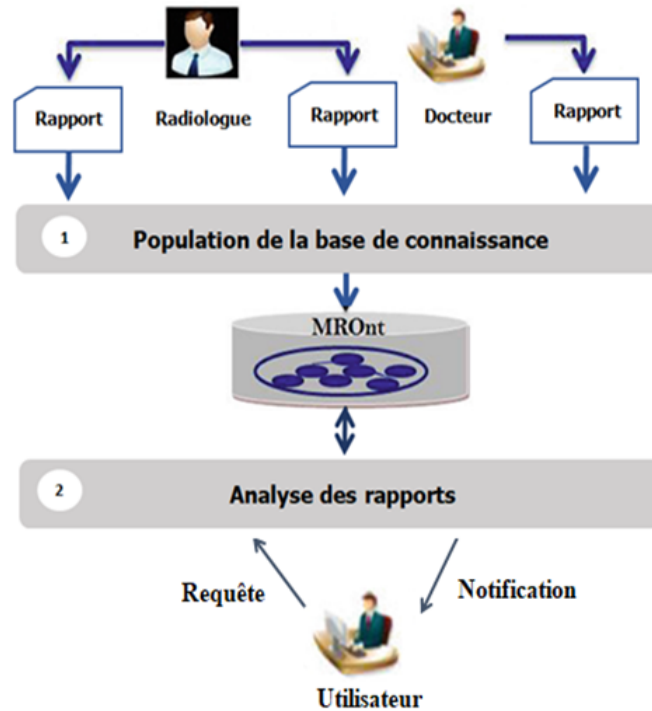 Rapport
Radiologue
Rapport
Docteur
Rapport
1
Population de la base de connaissance
MROnt
2
Analyse des rapports
Requête
Notification
Utilisateur